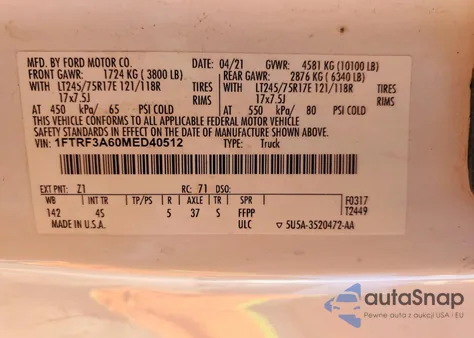 MFD. BY FORD MOTOR CO. DATE: 04/21 GVWR: 4581 KG (10100 LB)
FRONT GAWR: 1724 KG (3800 LB) REAR GAWR: 2876 KG (6340 LB)
WITH LT245/75R17E 121/118R TIRES WITH LT245/75R17E 121/118R TIRES
17x7.5J 17x7.5J
AT 450 kPa/ 65 PSI COLD AT 550 kPa/ 80 PSI COLD
THIS VEHICLE CONFORMS TO ALL APPLICABLE FEDERAL MOTOR VEHICLE
SAFETY STANDARDS IN EFFECT ON THE DATE OF MANUFACTURE SHOWN ABOVE.
VIN: 1FTRF3A60MED40512 TYPE: Truck
EXT PNT: Z1 RC: 71 DSO:
WB INT TR TP/PS R AXLE TR SPR F0317
142 4S 5 37 S FFPP T2449
MADE IN U.S.A. ULC 5U5A-3520472-AA
autoSnap
Pewne auta z aukcji USA i EU